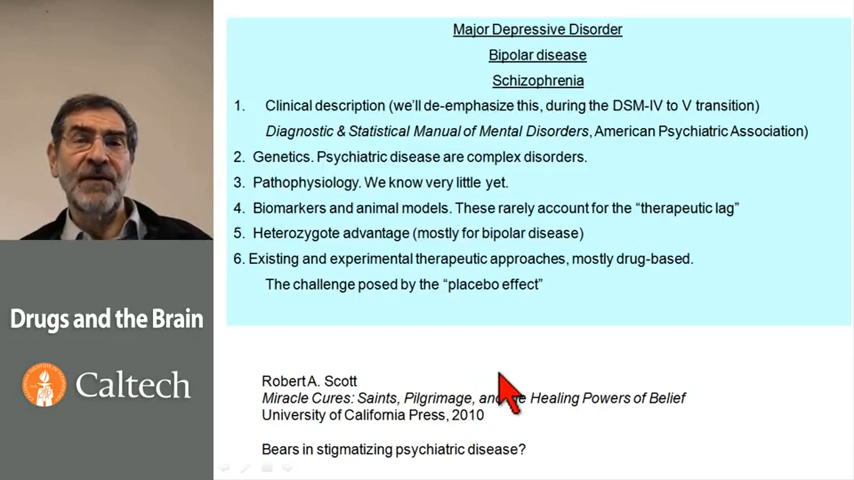 Major Depressive Disorder
Bipolar disease
Schizophrenia
1. Clinical description (we'll de-emphasize this, during the DSM-IV to V transition)
Diagnostic & Statistical Manual of Mental Disorders, American Psychiatric Association)
2. Genetics. Psychiatric disease are complex disorders.
3. Pathophysiology. We know very little yet.
4. Biomarkers and animal models. These rarely account for the “therapeutic lag”
5. Heterozygote advantage (mostly for bipolar disease)
6. Existing and experimental therapeutic approaches, mostly drug-based.
The challenge posed by the “placebo effect”
Drugs and the Brain
Caltech
Robert A. Scott
Miracle Cures: Saints, Pilgrimage, and the Healing Powers of Belief
University of California Press, 2010
Bears in stigmatizing psychiatric disease?